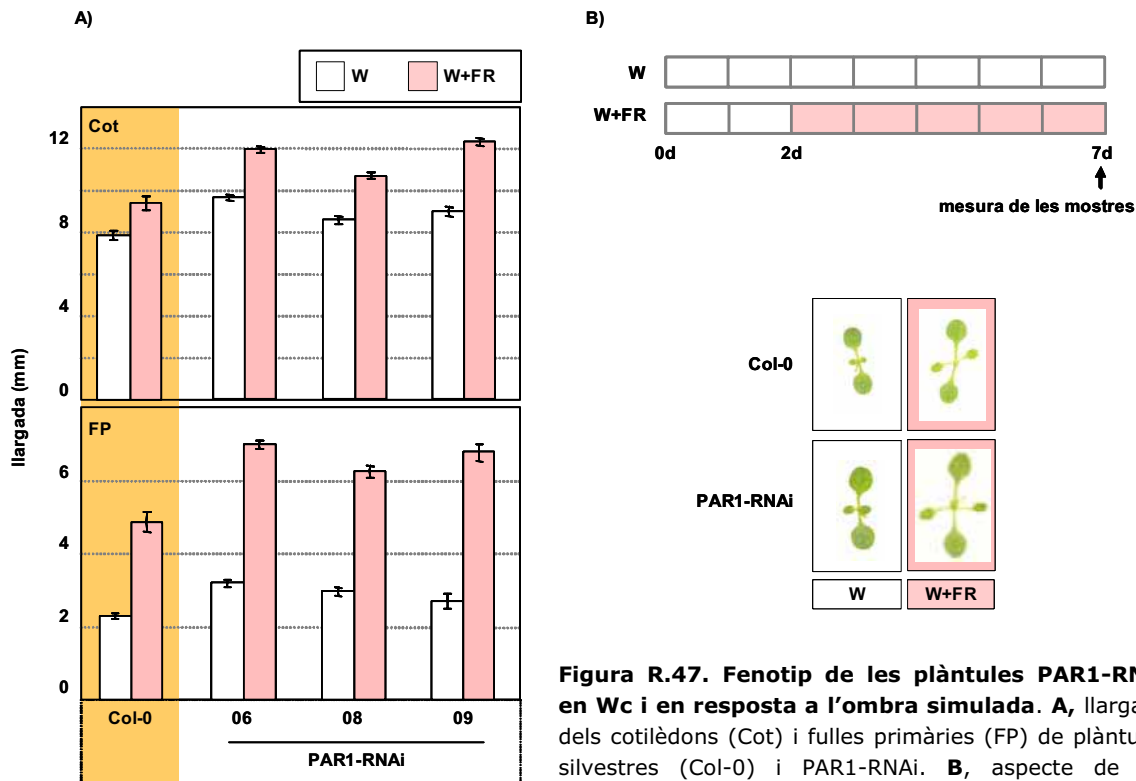 A)
W
W+FR
Cot
12
8
4
0
llargada (mm)
FP
6
4
2
0
Col-0
06
08
09
PAR1-RNAi
B)
W
W+FR
0d
2d
7d
mesura de les mostres
Col-0
PAR1-RNAi
W
W+FR
Figura R.47. Fenotip de les plàntules PAR1-RN
en Wc i en resposta a l'ombra simulada. A, llarga
dels cotilèdons (Cot) i fulles primàries (FP) de plàntu
silvestres (Col-0) i PAR1-RNAi. B, aspecte de